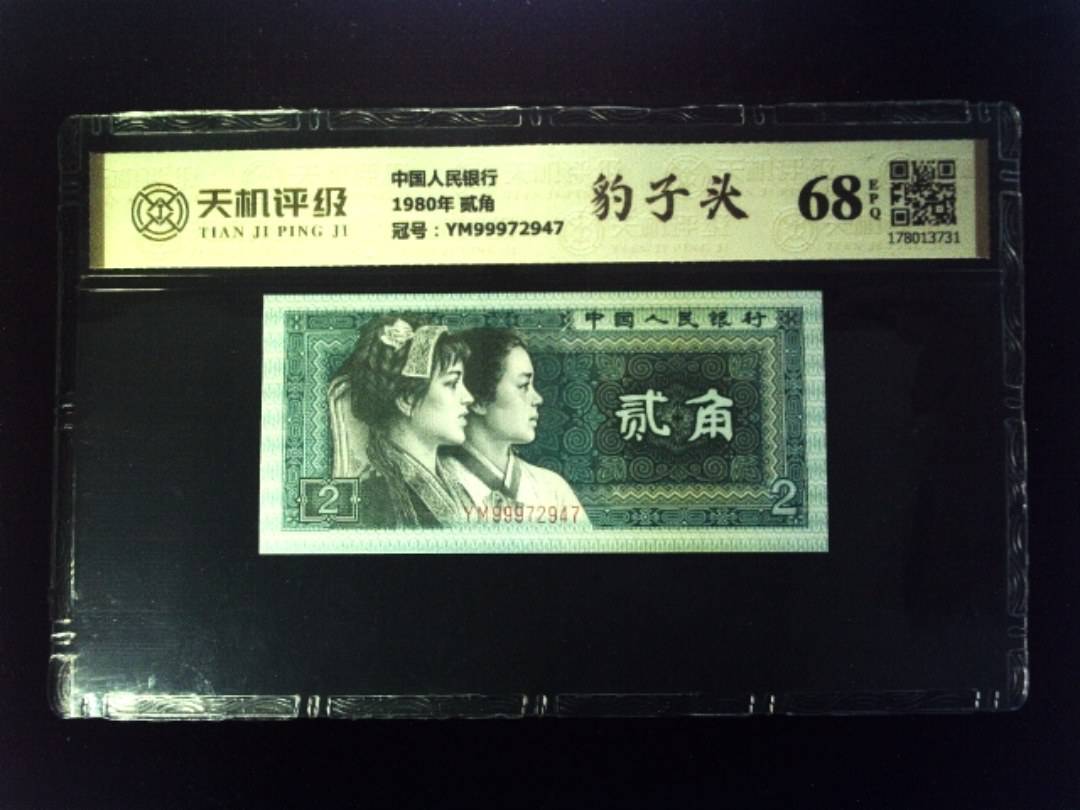 天机评级
TIAN JI PING JI
中国人民银行
1980年 贰角
冠号：YM99972947
豹子头
68 EPQ
178013731
中国人民银行
贰角
2
2
YM99972947